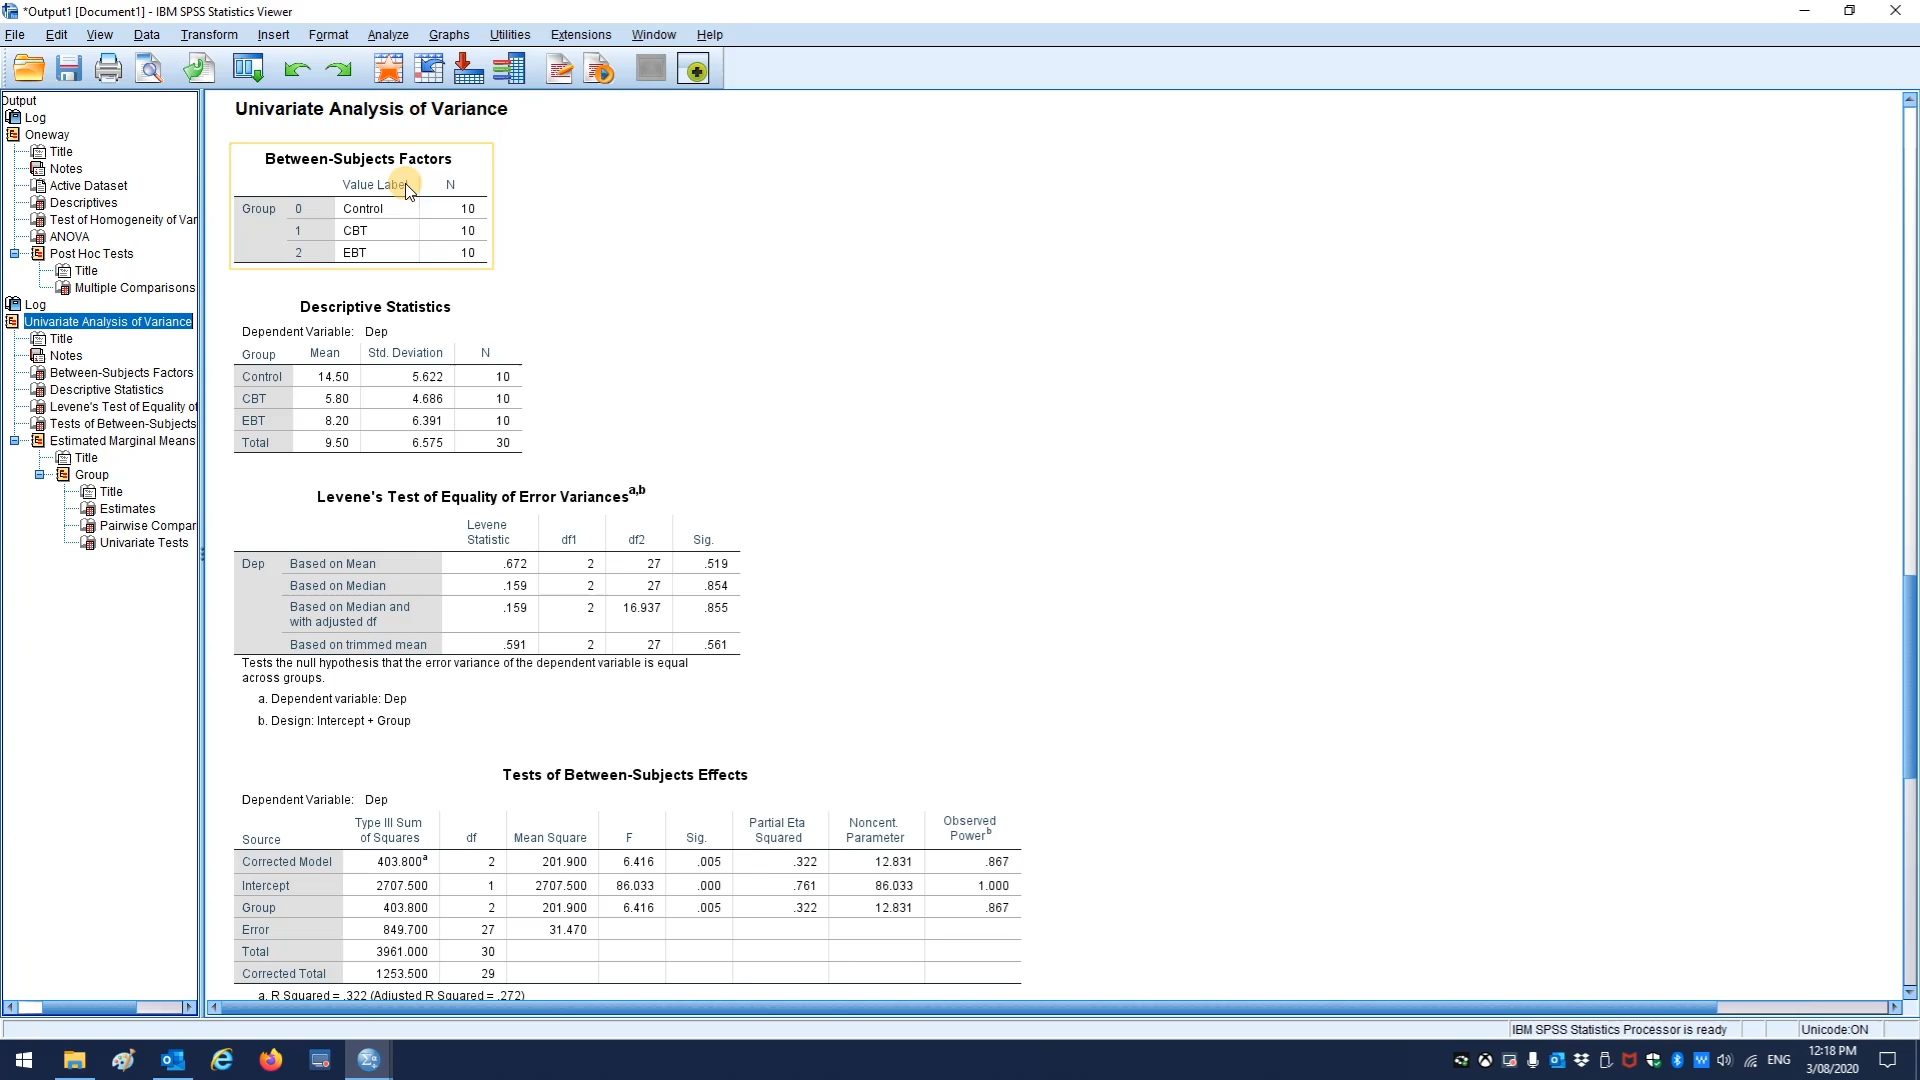 *Output1 [Document1] - IBM SPSS Statistics Viewer
File Edit View Data Transform Insert Format Analyze Graphs Utilities Extensions Window Help
Output
Log
Oneway
Title
Notes
Active Dataset
Descriptives
Test of Homogeneity of Var
ANOVA
Post Hoc Tests
Title
Multiple Comparisons
Log
Univariate Analysis of Variance
Title
Notes
Between-Subjects Factors
Descriptive Statistics
Levene's Test of Equality of
Tests of Between-Subjects
Estimated Marginal Means
Title
Group
Title
Estimates
Pairwise Compar
Univariate Tests
Univariate Analysis of Variance
Between-Subjects Factors
Value Label N
Group 0 Control 10
1 CBT 10
2 EBT 10
Descriptive Statistics
Dependent Variable: Dep
Group Mean Std. Deviation N
Control 14.50 5.622 10
CBT 5.80 4.686 10
EBT 8.20 6.391 10
Total 9.50 6.575 30
Levene's Test of Equality of Error Variances a,b
Levene
Statistic df1 df2 Sig.
Dep Based on Mean .672 2 27 .519
Based on Median .159 2 27 .854
Based on Median and .159 2 16.937 .855
with adjusted df
Based on trimmed mean .591 2 27 .561
Tests the null hypothesis that the error variance of the dependent variable is equal
across groups.
a. Dependent variable: Dep
b. Design: Intercept + Group
Tests of Between-Subjects Effects
Dependent Variable: Dep
Type III Sum Partial Eta Noncent. Observed
Source of Squares df Mean Square F Sig. Squared Parameter Power b
Corrected Model 403.800 a 2 201.900 6.416 .005 .322 12.831 .867
Intercept 2707.500 1 2707.500 86.033 .000 .761 86.033 1.000
Group 403.800 2 201.900 6.416 .005 .322 12.831 .867
Error 849.700 27 31.470
Total 3961.000 30
Corrected Total 1253.500 29
a. R Squared = .322 (Adjusted R Squared = .272)
IBM SPSS Statistics Processor is ready Unicode:ON
ENG 12:18 PM
3/08/2020